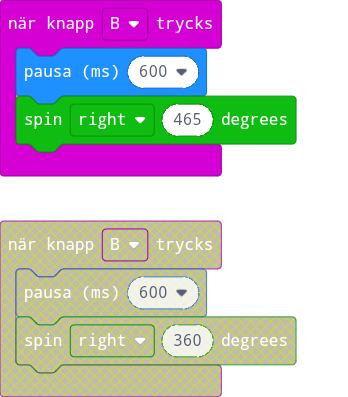 när knapp B trycks
pausa (ms) 600
spin right 465 degrees
när knapp B trycks
pausa (ms) 600
spin right 360 degrees